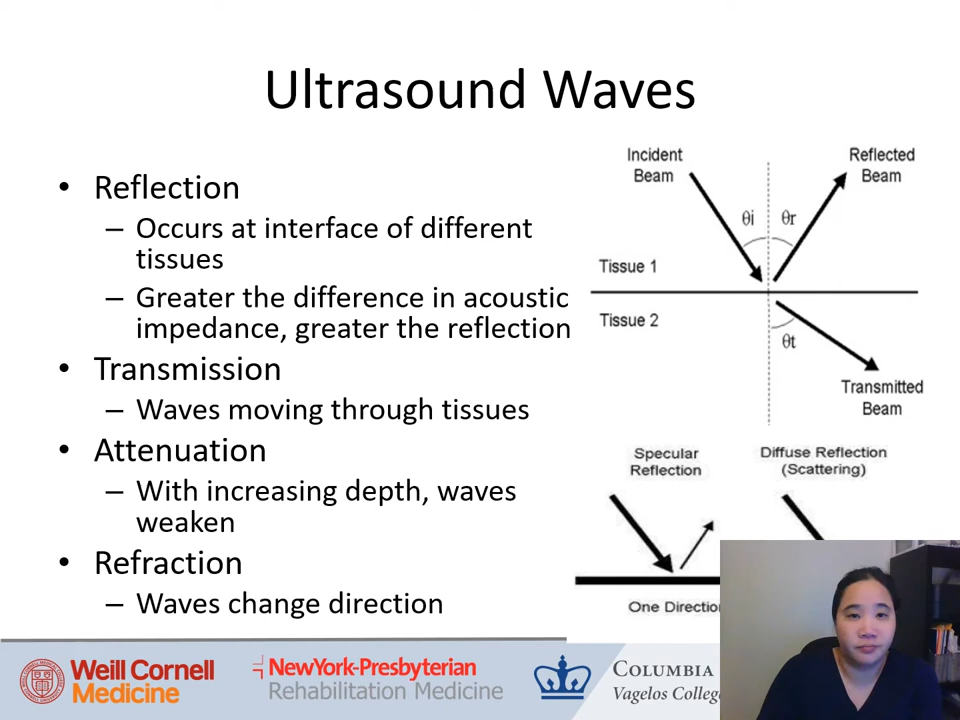 Ultrasound Waves
• Reflection
– Occurs at interface of different
tissues
– Greater the difference in acoustic
impedance, greater the reflection
• Transmission
– Waves moving through tissues
• Attenuation
– With increasing depth, waves
weaken
• Refraction
– Waves change direction
Incident
Beam
Reflected
Beam
θi
θr
Tissue 1
Tissue 2
θt
Transmitted
Beam
Specular
Reflection
Diffuse Reflection
(Scattering)
One Direction
Weill Cornell
Medicine
NewYork-Presbyterian
Rehabilitation Medicine
COLUMBIA
Vagelos Colleg